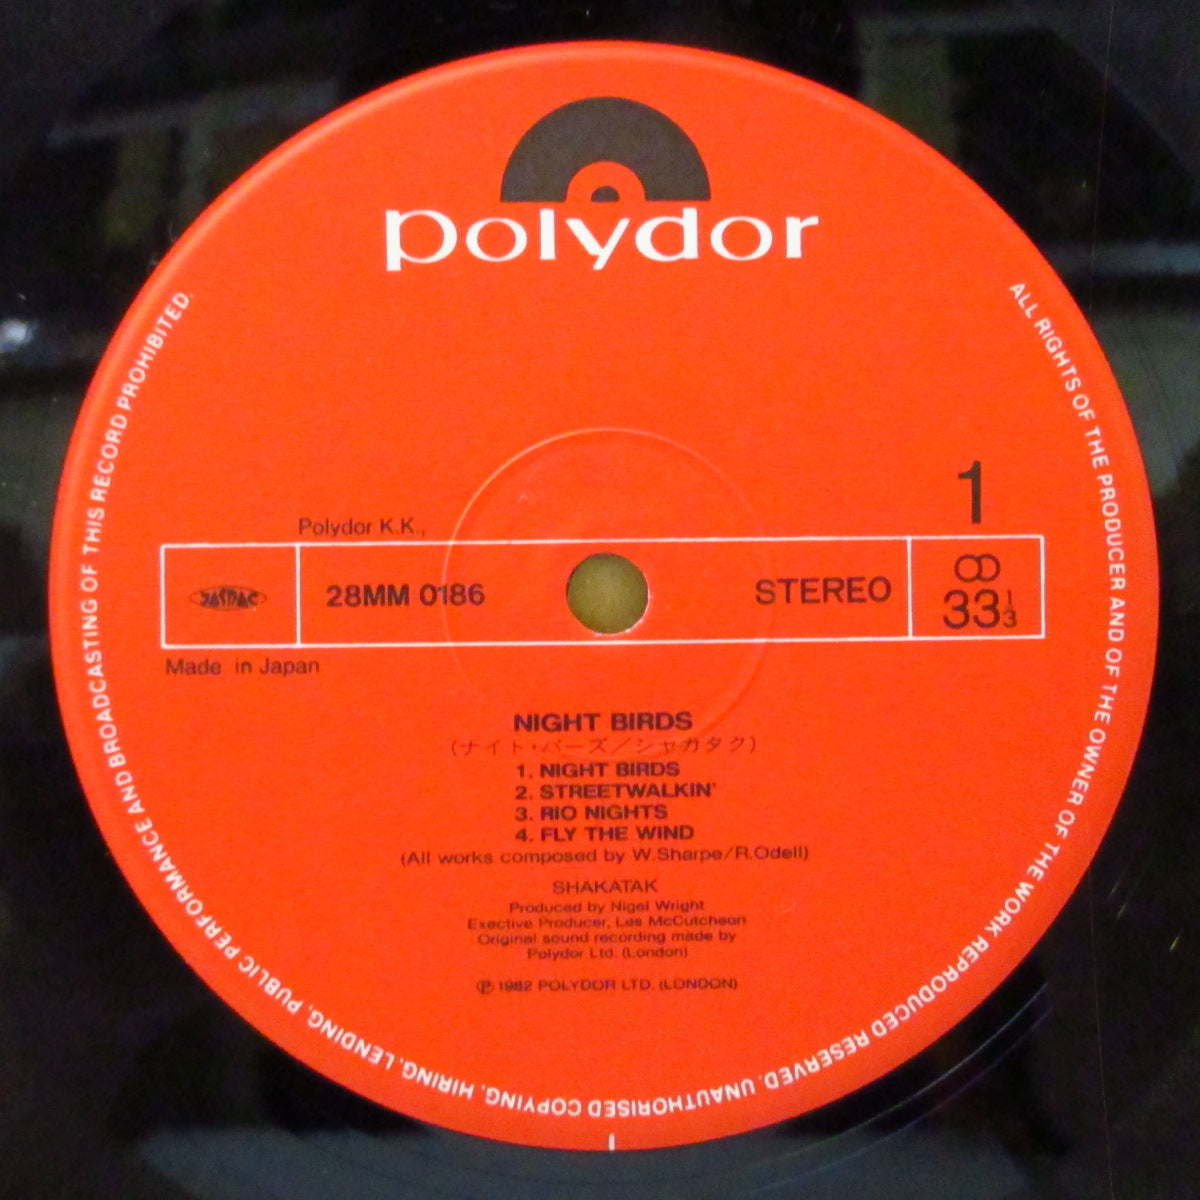 polydor
1
Polydor K.K.,
JASRAC
28MM 0186
STEREO
33 1/3
Made in Japan
NIGHT BIRDS
(ナイト・バーズ/シャカタク)
1. NIGHT BIRDS
2. STREETWALKIN'
3. RIO NIGHTS
4. FLY THE WIND
(All works composed by W.Sharpe/R.Odell)
SHAKATAK
Produced by Nigel Wright
Exective Producer, Les McCutcheon
Original sound recording made by
Polydor Ltd. (London)
℗ 1982 POLYDOR LTD. (LONDON)
ALL RIGHTS OF THE PRODUCER AND OF THE OWNER OF THE WORK REPRODUCED RESERVED. UNAUTHORISED COPYING, HIRING, LENDING, PUBLIC PERFORMANCE AND BROADCASTING OF THIS RECORD PROHIBITED.